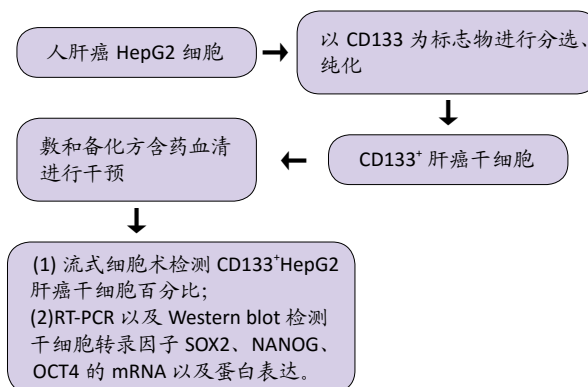 人肝癌 HepG2 细胞
以 CD133 为标志物进行分选、
纯化
CD133⁺ 肝癌干细胞
敷和备化方含药血清
进行干预
(1) 流式细胞术检测 CD133⁺HepG2
肝癌干细胞百分比;
(2)RT-PCR 以及 Western blot 检测
干细胞转录因子 SOX2、NANOG、
OCT4 的 mRNA 以及蛋白表达。